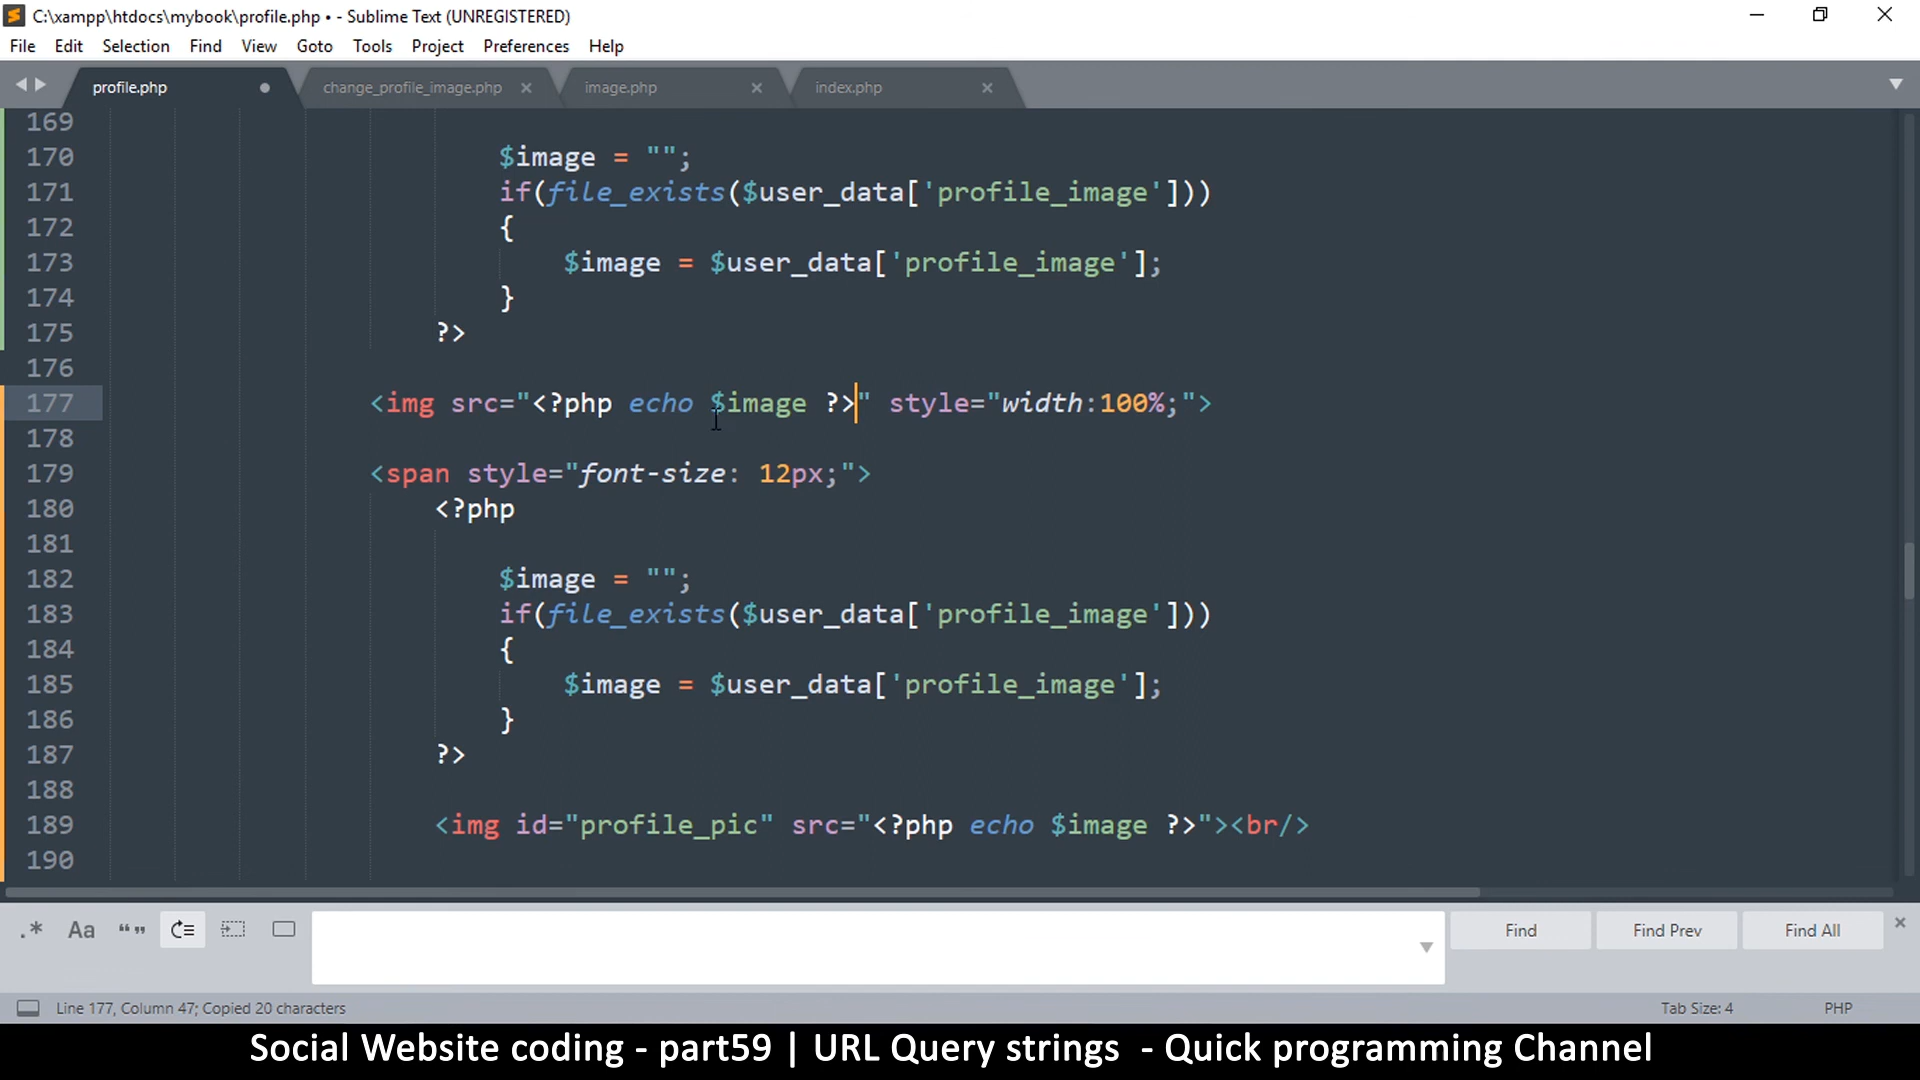 C:\xampp\htdocs\mybook\profile.php • - Sublime Text (UNREGISTERED)
File Edit Selection Find View Goto Tools Project Preferences Help
profile.php change_profile_image.php image.php index.php
169
170 $image = "";
171 if(file_exists($user_data['profile_image']))
172 {
173 $image = $user_data['profile_image'];
174 }
175 ?>
176
177 <img src="<?php echo $image ?>" style="width:100%;">
178
179 <span style="font-size: 12px;">
180 <?php
181
182 $image = "";
183 if(file_exists($user_data['profile_image']))
184 {
185 $image = $user_data['profile_image'];
186 }
187 ?>
188
189 <img id="profile_pic" src="<?php echo $image ?>"><br/>
190
.* Aa “” Find Find Prev Find All
Line 177, Column 47; Copied 20 characters Tab Size: 4 PHP
Social Website coding - part59 | URL Query strings - Quick programming Channel